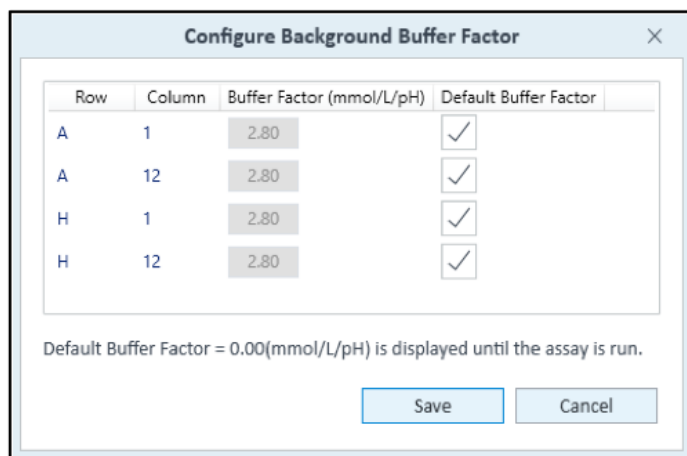 Configure Background Buffer Factor
Row Column Buffer Factor (mmol/L/pH) Default Buffer Factor
A 1 2.80
A 12 2.80
H 1 2.80
H 12 2.80
Default Buffer Factor = 0.00(mmol/L/pH) is displayed until the assay is run.
Save Cancel